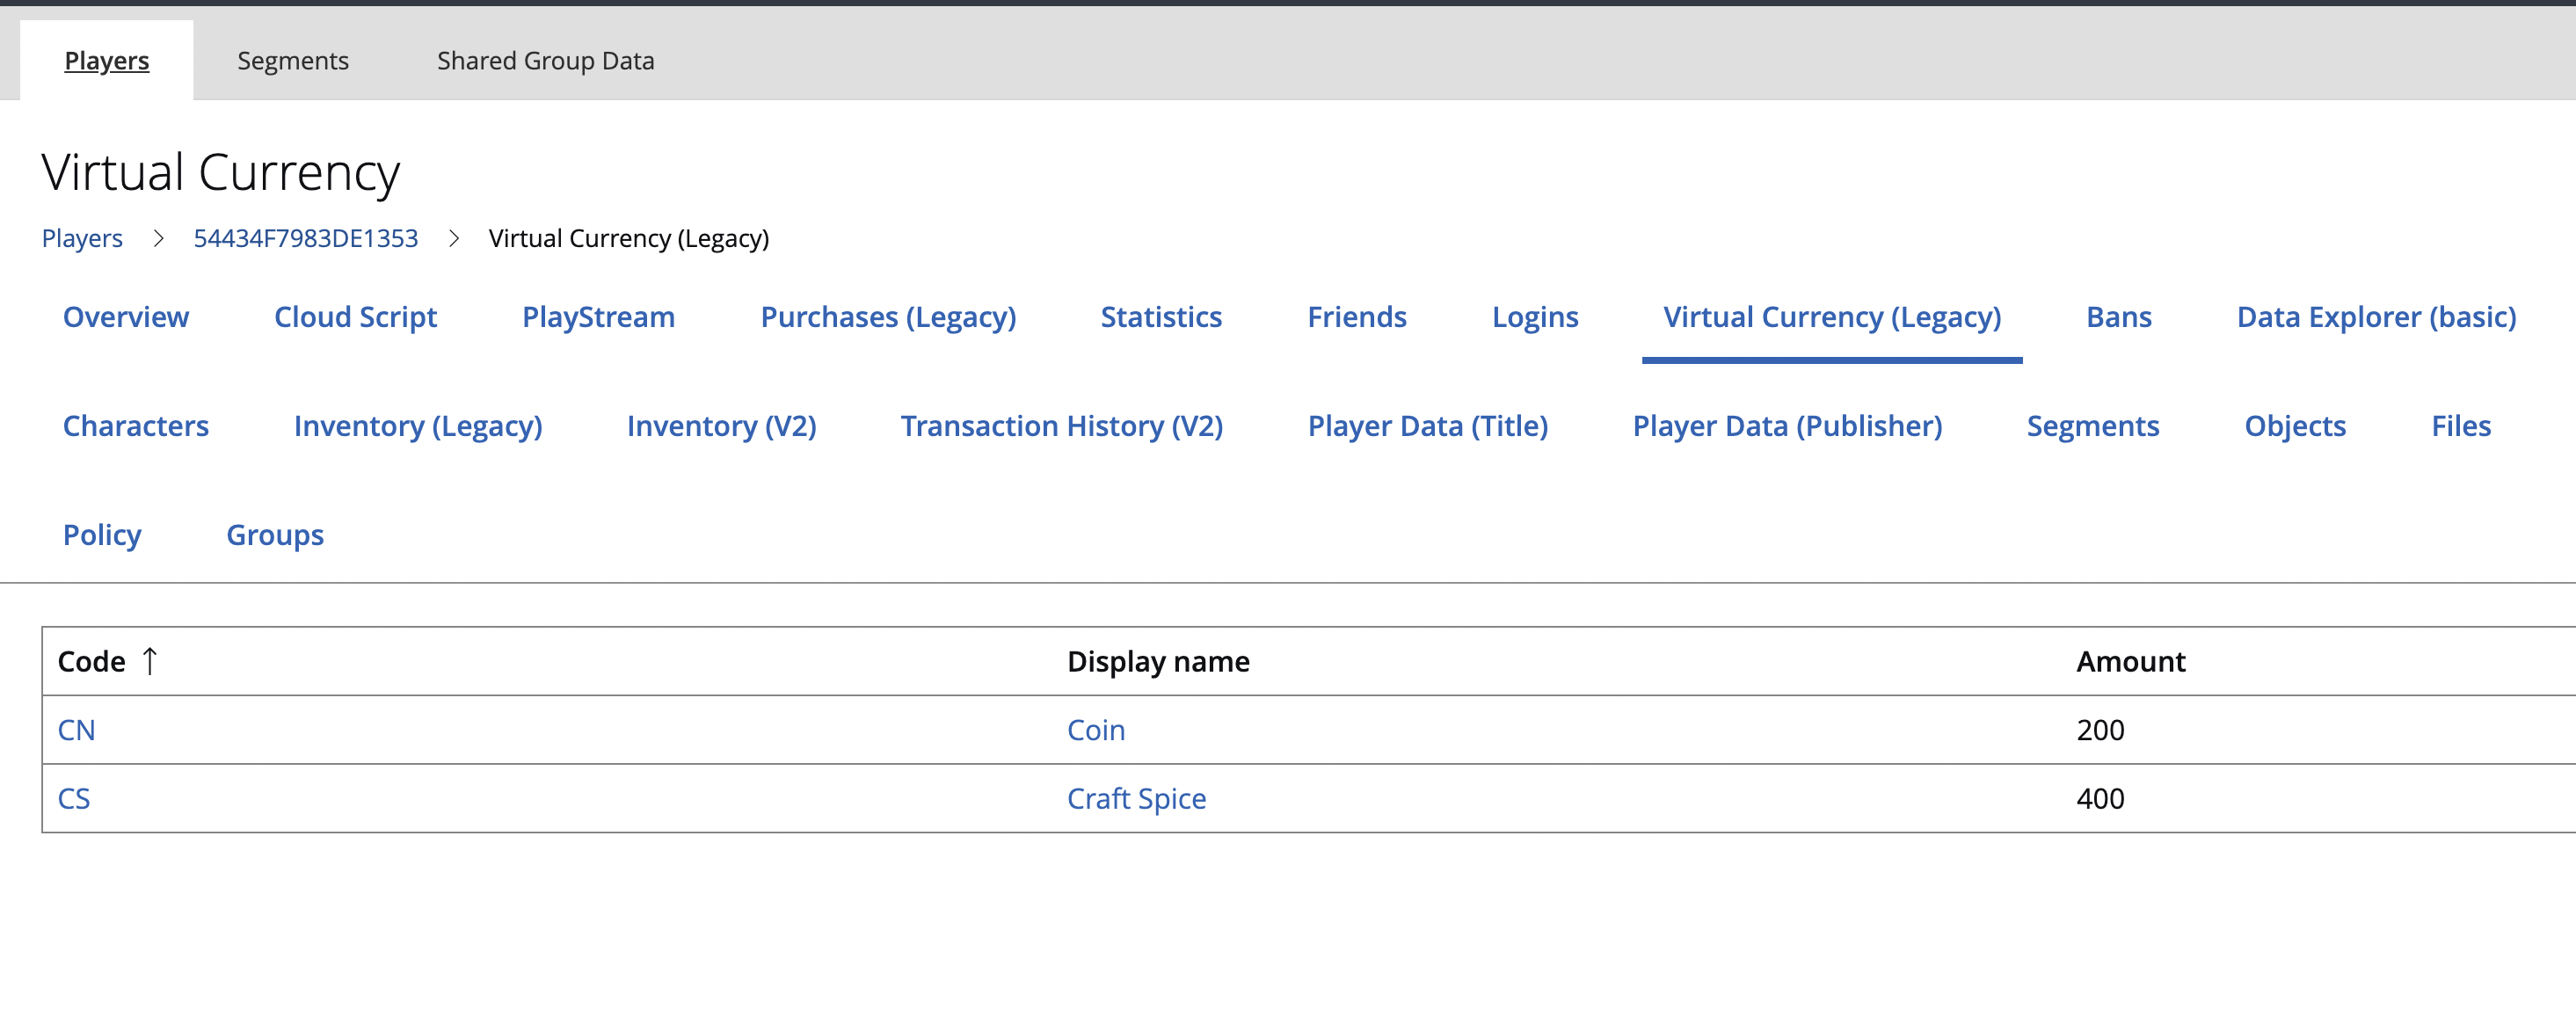 Players Segments Shared Group Data
Virtual Currency
Players > 54434F7983DE1353 > Virtual Currency (Legacy)
Overview Cloud Script PlayStream Purchases (Legacy) Statistics Friends Logins Virtual Currency (Legacy) Bans Data Explorer (basic)
Characters Inventory (Legacy) Inventory (V2) Transaction History (V2) Player Data (Title) Player Data (Publisher) Segments Objects Files
Policy Groups
Code ↑ Display name Amount
CN Coin 200
CS Craft Spice 400